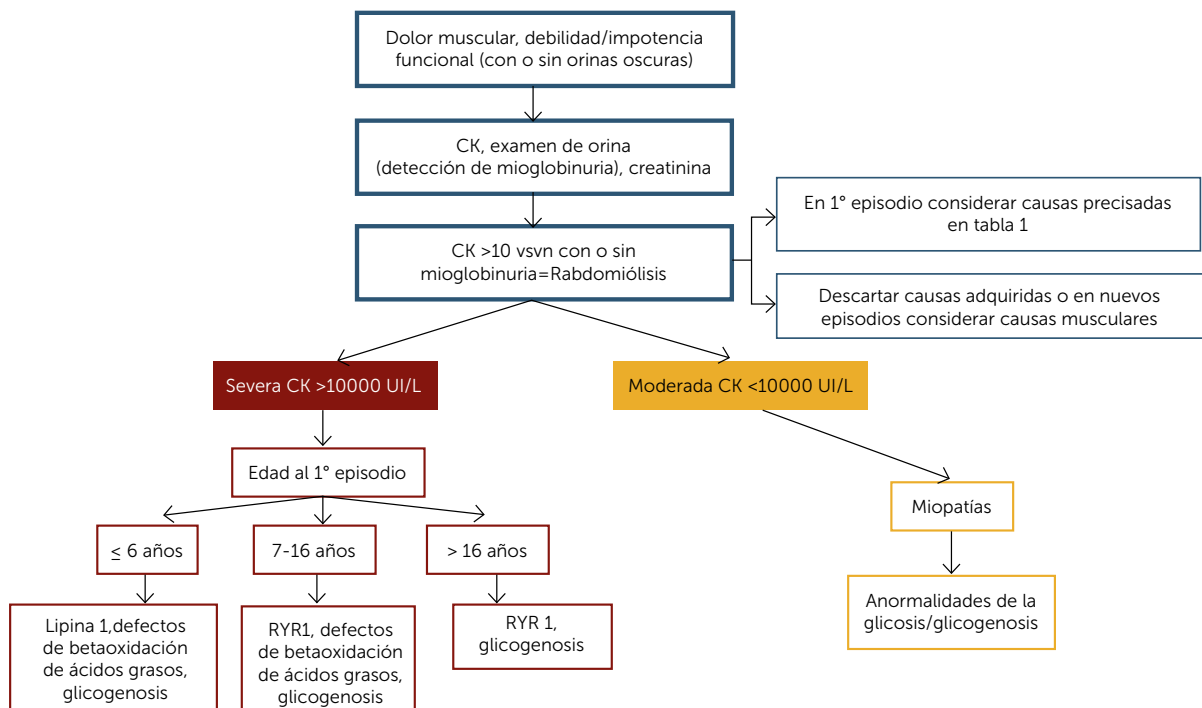 Dolor muscular, debilidad/impotencia
funcional (con o sin orinas oscuras)
CK, examen de orina
(detección de mioglobinuria), creatinina
CK >10 vsvn con o sin
mioglobinuria=Rabdomiólisis
En 1° episodio considerar causas precisadas
en tabla 1
Descartar causas adquiridas o en nuevos
episodios considerar causas musculares
Severa CK >10000 UI/L
Moderada CK <10000 UI/L
Edad al 1° episodio
Miopatías
≤ 6 años
7-16 años
> 16 años
Lipina 1,defectos
de betaoxidación
de ácidos grasos,
glicogenosis
RYR1, defectos
de betaoxidación
de ácidos grasos,
glicogenosis
RYR 1,
glicogenosis
Anormalidades de la
glicosis/glicogenosis